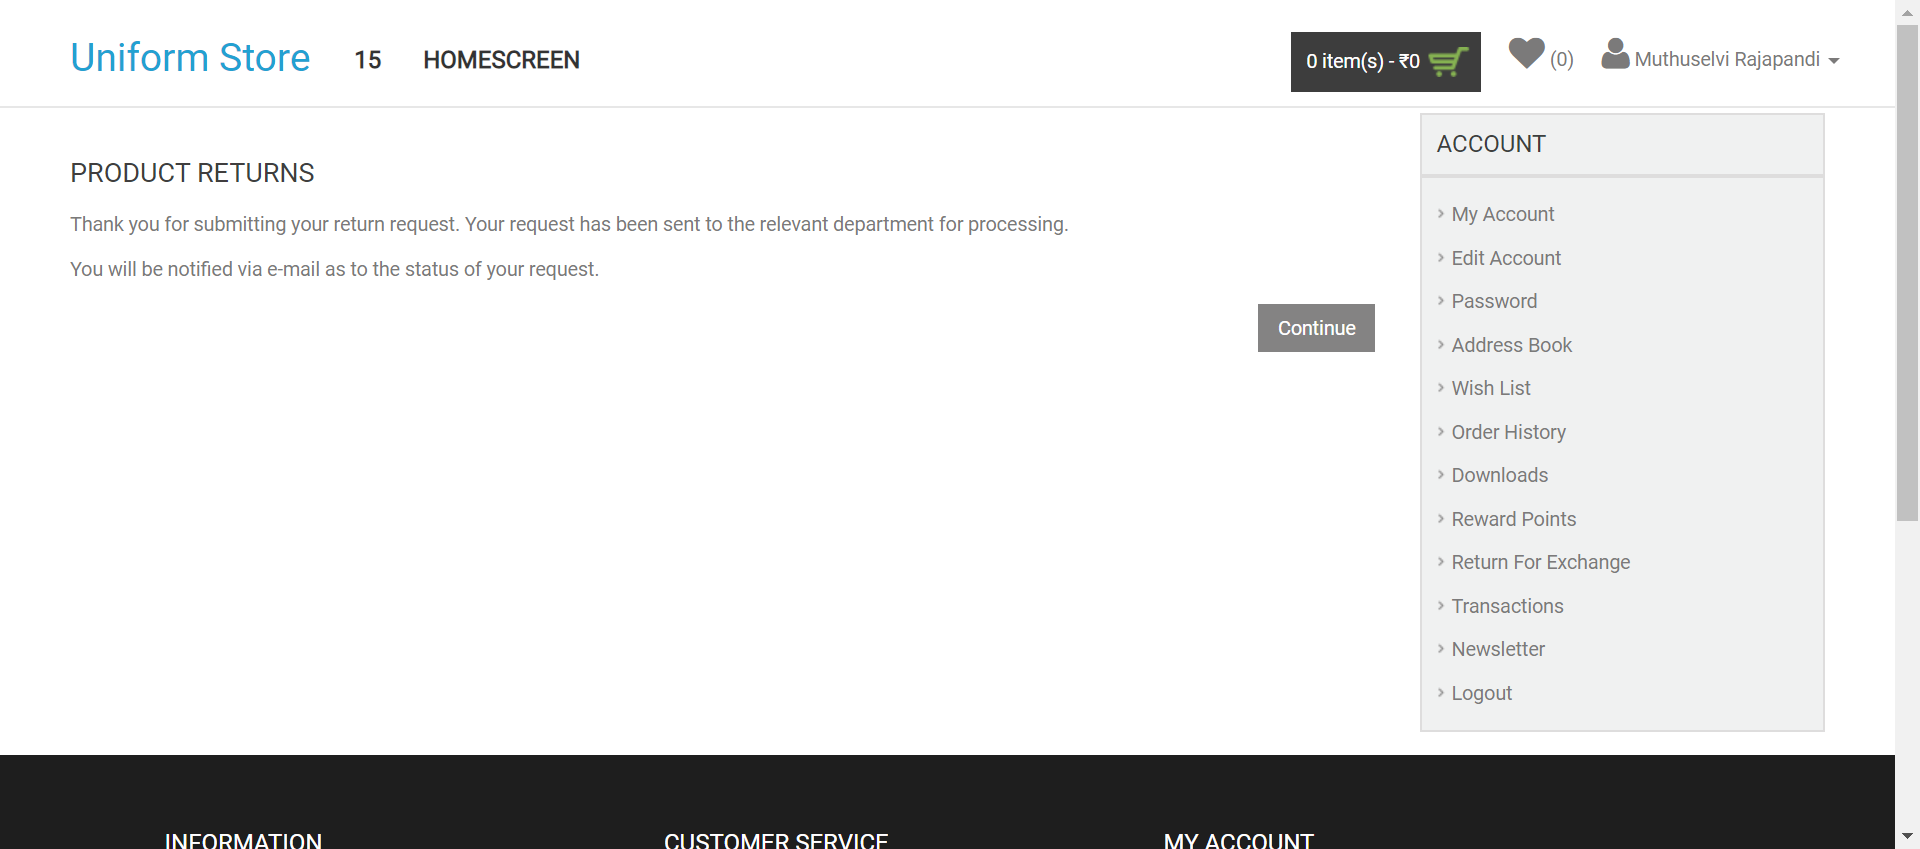 Uniform Store 15 HOMESCREEN 0 item(s) - ₹0 (0) Muthuselvi Rajapandi
PRODUCT RETURNS
Thank you for submitting your return request. Your request has been sent to the relevant department for processing.
You will be notified via e-mail as to the status of your request.
Continue
ACCOUNT
My Account
Edit Account
Password
Address Book
Wish List
Order History
Downloads
Reward Points
Return For Exchange
Transactions
Newsletter
Logout
INFORMATION CUSTOMER SERVICE MY ACCOUNT